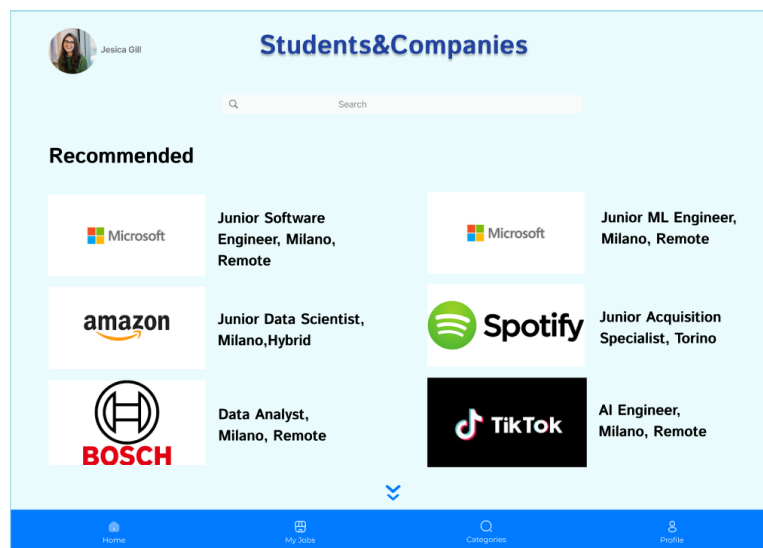 Jesica Gill
Students&Companies
Search
Recommended
Microsoft
Junior Software
Engineer, Milano,
Remote
Microsoft
Junior ML Engineer,
Milano, Remote
amazon
Junior Data Scientist,
Milano,Hybrid
Spotify
Junior Acquisition
Specialist, Torino
BOSCH
Data Analyst,
Milano, Remote
TikTok
AI Engineer,
Milano, Remote
Home
My Jobs
Categories
Profile